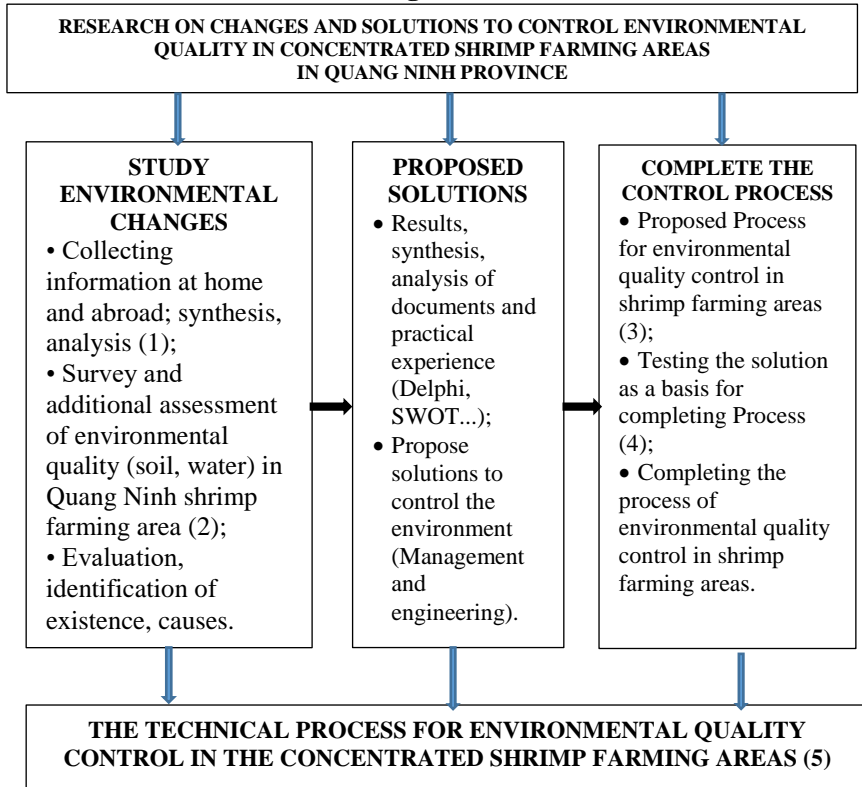 RESEARCH ON CHANGES AND SOLUTIONS TO CONTROL ENVIRONMENTAL
QUALITY IN CONCENTRATED SHRIMP FARMING AREAS
IN QUANG NINH PROVINCE
STUDY
ENVIRONMENTAL
CHANGES
• Collecting
information at home
and abroad; synthesis,
analysis (1);
• Survey and
additional assessment
of environmental
quality (soil, water) in
Quang Ninh shrimp
farming area (2);
• Evaluation,
identification of
existence, causes.
PROPOSED
SOLUTIONS
• Results,
synthesis,
analysis of
documents and
practical
experience
(Delphi,
SWOT...);
• Propose
solutions to
control the
environment
(Management
and
engineering).
COMPLETE THE
CONTROL PROCESS
• Proposed Process
for environmental
quality control in
shrimp farming areas
(3);
• Testing the solution
as a basis for
completing Process
(4);
• Completing the
process of
environmental quality
control in shrimp
farming areas.
THE TECHNICAL PROCESS FOR ENVIRONMENTAL QUALITY
CONTROL IN THE CONCENTRATED SHRIMP FARMING AREAS (5)